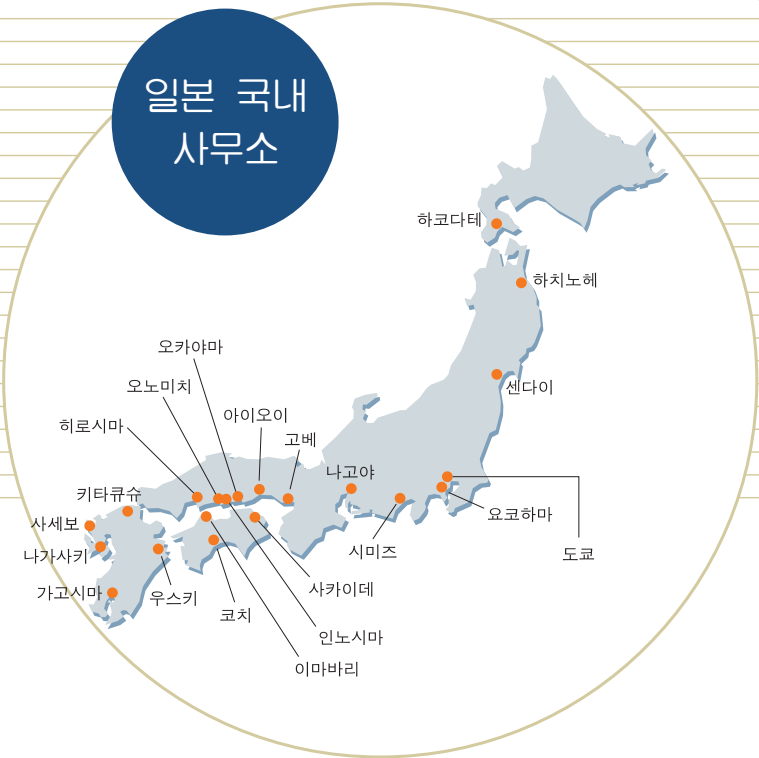 일본 국내
사무소
하코다테
하치노헤
오카야마
오노미치
센다이
아이오이
히로시마
고베
나고야
키타큐슈
요코하마
사세보
시미즈
도쿄
나가사키
사카이데
가고시마
우스키
코치
인노시마
이마바리